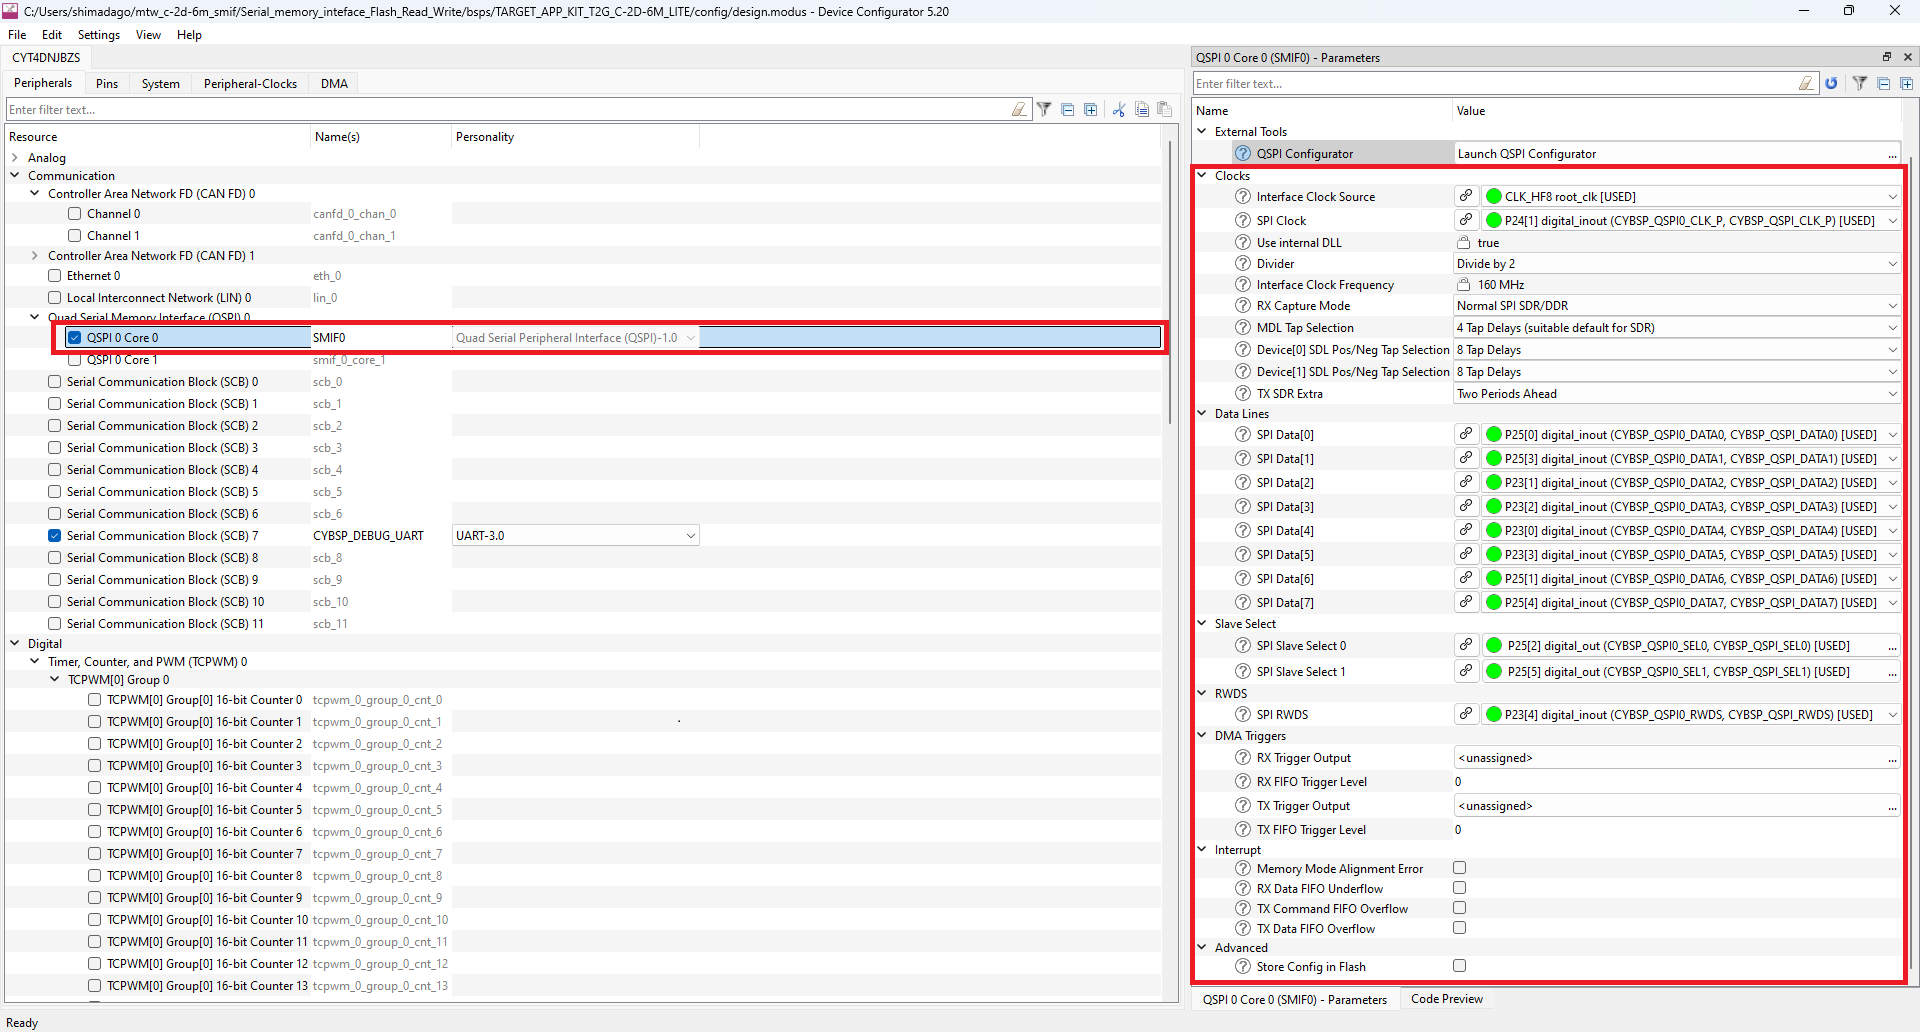 C:/Users/shimadago/mtw_c-2d-6m_smif/Serial_memory_inteface_Flash_Read_Write/bsps/TARGET_APP_KIT_T2G_C-2D-6M_LITE/config/design.modus - Device Configurator 5.20
File Edit Settings View Help
CYT4DNJBZS
Peripherals Pins System Peripheral-Clocks DMA
Enter filter text...
Resource Name(s) Personality
Analog
Communication
Controller Area Network FD (CAN FD) 0
Channel 0 canfd_0_chan_0
Channel 1 canfd_0_chan_1
Controller Area Network FD (CAN FD) 1
Ethernet 0 eth_0
Local Interconnect Network (LIN) 0 lin_0
Quad Serial Memory Interface (QSPI) 0
QSPI 0 Core 0 SMIF0 Quad Serial Peripheral Interface (QSPI)-1.0
QSPI 0 Core 1 smif_0_core_1
Serial Communication Block (SCB) 0 scb_0
Serial Communication Block (SCB) 1 scb_1
Serial Communication Block (SCB) 2 scb_2
Serial Communication Block (SCB) 3 scb_3
Serial Communication Block (SCB) 4 scb_4
Serial Communication Block (SCB) 5 scb_5
Serial Communication Block (SCB) 6 scb_6
Serial Communication Block (SCB) 7 CYBSP_DEBUG_UART UART-3.0
Serial Communication Block (SCB) 8 scb_8
Serial Communication Block (SCB) 9 scb_9
Serial Communication Block (SCB) 10 scb_10
Serial Communication Block (SCB) 11 scb_11
Digital
Timer, Counter, and PWM (TCPWM) 0
TCPWM[0] Group 0
TCPWM[0] Group[0] 16-bit Counter 0 tcpwm_0_group_0_cnt_0
TCPWM[0] Group[0] 16-bit Counter 1 tcpwm_0_group_0_cnt_1
TCPWM[0] Group[0] 16-bit Counter 2 tcpwm_0_group_0_cnt_2
TCPWM[0] Group[0] 16-bit Counter 3 tcpwm_0_group_0_cnt_3
TCPWM[0] Group[0] 16-bit Counter 4 tcpwm_0_group_0_cnt_4
TCPWM[0] Group[0] 16-bit Counter 5 tcpwm_0_group_0_cnt_5
TCPWM[0] Group[0] 16-bit Counter 6 tcpwm_0_group_0_cnt_6
TCPWM[0] Group[0] 16-bit Counter 7 tcpwm_0_group_0_cnt_7
TCPWM[0] Group[0] 16-bit Counter 8 tcpwm_0_group_0_cnt_8
TCPWM[0] Group[0] 16-bit Counter 9 tcpwm_0_group_0_cnt_9
TCPWM[0] Group[0] 16-bit Counter 10 tcpwm_0_group_0_cnt_10
TCPWM[0] Group[0] 16-bit Counter 11 tcpwm_0_group_0_cnt_11
TCPWM[0] Group[0] 16-bit Counter 12 tcpwm_0_group_0_cnt_12
TCPWM[0] Group[0] 16-bit Counter 13 tcpwm_0_group_0_cnt_13
QSPI 0 Core 0 (SMIF0) - Parameters
Enter filter text...
Name Value
External Tools
QSPI Configurator Launch QSPI Configurator ...
Clocks
Interface Clock Source CLK_HF8 root_clk [USED]
SPI Clock P24[1] digital_inout (CYBSP_QSPI0_CLK_P, CYBSP_QSPI_CLK_P) [USED]
Use internal DLL true
Divider Divide by 2
Interface Clock Frequency 160 MHz
RX Capture Mode Normal SPI SDR/DDR
MDL Tap Selection 4 Tap Delays (suitable default for SDR)
Device[0] SDL Pos/Neg Tap Selection 8 Tap Delays
Device[1] SDL Pos/Neg Tap Selection 8 Tap Delays
TX SDR Extra Two Periods Ahead
Data Lines
SPI Data[0] P25[0] digital_inout (CYBSP_QSPI0_DATA0, CYBSP_QSPI_DATA0) [USED]
SPI Data[1] P25[3] digital_inout (CYBSP_QSPI0_DATA1, CYBSP_QSPI_DATA1) [USED]
SPI Data[2] P23[1] digital_inout (CYBSP_QSPI0_DATA2, CYBSP_QSPI_DATA2) [USED]
SPI Data[3] P23[2] digital_inout (CYBSP_QSPI0_DATA3, CYBSP_QSPI_DATA3) [USED]
SPI Data[4] P23[0] digital_inout (CYBSP_QSPI0_DATA4, CYBSP_QSPI_DATA4) [USED]
SPI Data[5] P23[3] digital_inout (CYBSP_QSPI0_DATA5, CYBSP_QSPI_DATA5) [USED]
SPI Data[6] P25[1] digital_inout (CYBSP_QSPI0_DATA6, CYBSP_QSPI_DATA6) [USED]
SPI Data[7] P25[4] digital_inout (CYBSP_QSPI0_DATA7, CYBSP_QSPI_DATA7) [USED]
Slave Select
SPI Slave Select 0 P25[2] digital_out (CYBSP_QSPI0_SEL0, CYBSP_QSPI_SEL0) [USED] ...
SPI Slave Select 1 P25[5] digital_out (CYBSP_QSPI0_SEL1, CYBSP_QSPI_SEL1) [USED] ...
RWDS
SPI RWDS P23[4] digital_inout (CYBSP_QSPI0_RWDS, CYBSP_QSPI_RWDS) [USED]
DMA Triggers
RX Trigger Output <unassigned> ...
RX FIFO Trigger Level 0
TX Trigger Output <unassigned> ...
TX FIFO Trigger Level 0
Interrupt
Memory Mode Alignment Error
RX Data FIFO Underflow
TX Command FIFO Overflow
TX Data FIFO Overflow
Advanced
Store Config in Flash
QSPI 0 Core 0 (SMIF0) - Parameters Code Preview
Ready